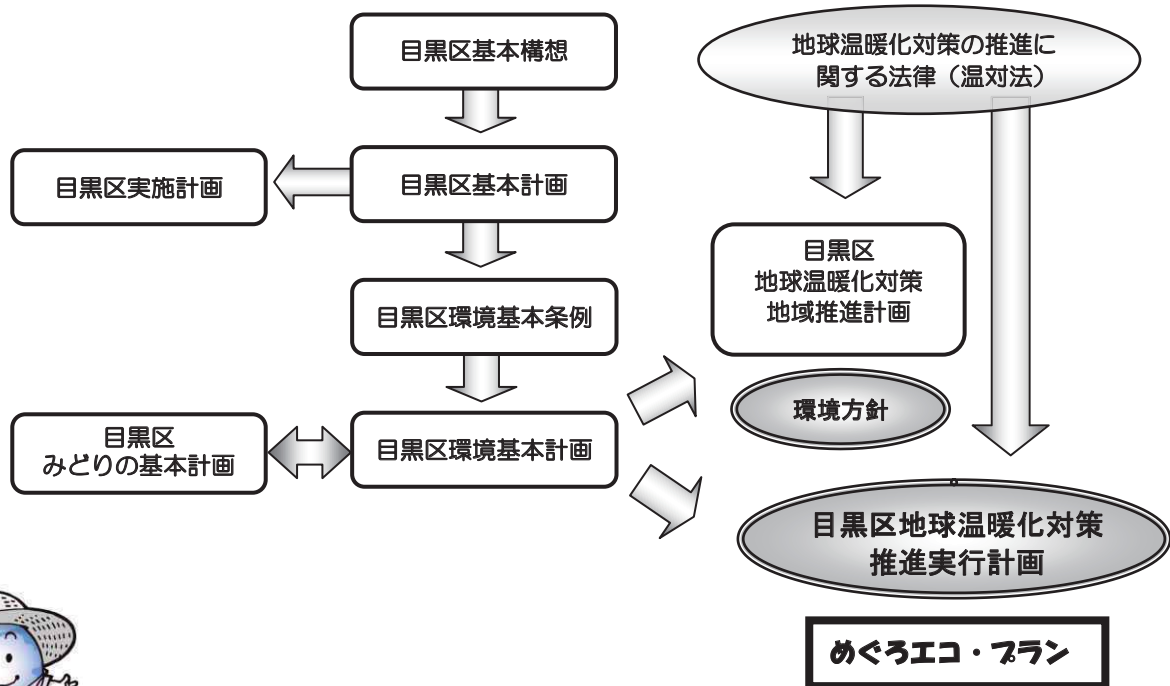 目黒区基本構想
地球温暖化対策の推進に
関する法律（温対法）
目黒区実施計画
目黒区基本計画
目黒区
地球温暖化対策
地域推進計画
目黒区環境基本条例
環境方針
目黒区
みどりの基本計画
目黒区環境基本計画
目黒区地球温暖化対策
推進実行計画
めぐろエコ・プラン